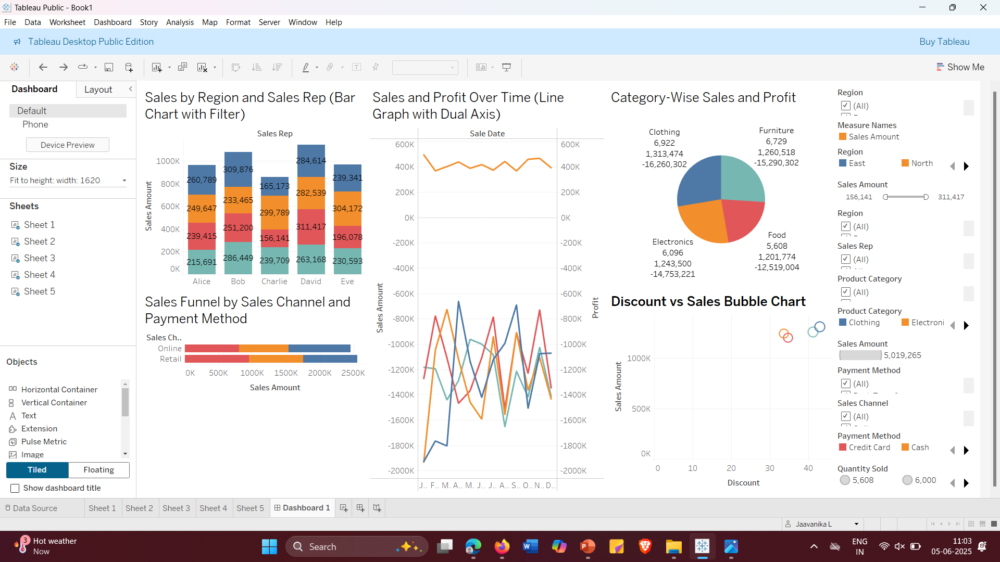 Tableau Public - Book1
File Data Worksheet Dashboard Story Analysis Map Format Server Window Help
Tableau Desktop Public Edition
Buy Tableau
Show Me
Dashboard
Layout
Default
Phone
Device Preview
Size
Fit to height: width: 1620
Sheets
Sheet 1
Sheet 2
Sheet 3
Sheet 4
Sheet 5
Objects
Horizontal Container
Vertical Container
Text
Extension
Pulse Metric
Image
Tiled
Floating
Show dashboard title
Sales by Region and Sales Rep (Bar
Chart with Filter)
Sales Rep
Sales Amount
1000K
800K
600K
400K
200K
0K
260,789
249,647
239,415
215,691
309,876
233,465
251,200
286,449
165,173
299,789
156,141
239,709
284,614
282,539
311,417
263,168
239,341
304,172
196,078
230,593
Alice Bob Charlie David Eve
Sales Funnel by Sales Channel and
Payment Method
Sales Ch..
Online
Retail
0K 500K 1000K 1500K 2000K 2500K
Sales Amount
Sales and Profit Over Time (Line
Graph with Dual Axis)
Sale Date
Sales Amount
600K
400K
200K
0K
-200K
-400K
-600K
-800K
-1000K
-1200K
-1400K
-1600K
-1800K
-2000K
600K
400K
200K
0K
-200K
-400K
-600K
-800K
-1000K
-1200K
-1400K
-1600K
-1800K
-2000K
Profit
J.. F.. M. A.. M. J.. J.. A.. S.. O.. N.. D..
Category-Wise Sales and Profit
Clothing
6,922
1,313,474
-16,260,302
Furniture
6,729
1,260,518
-15,290,302
Electronics
6,096
1,243,500
-14,753,221
Food
5,608
1,201,774
-12,519,004
Discount vs Sales Bubble Chart
Sales Amount
1000K
500K
0K
0 10 20 30 40
Discount
Region
(All)
Measure Names
Sales Amount
Region
East North
Sales Amount
156,141 311,417
Region
(All)
Sales Rep
(All)
Product Category
(All)
Product Category
Clothing Electroni
Sales Amount
5,019,265
Payment Method
(All)
Sales Channel
(All)
Payment Method
Credit Card Cash
Quantity Sold
5,608 6,000
Data Source Sheet 1 Sheet 2 Sheet 3 Sheet 4 Sheet 5 Dashboard 1
Jaavanika L
3
Hot weather
Now
Search
ENG
IN
11:03
05-06-2025